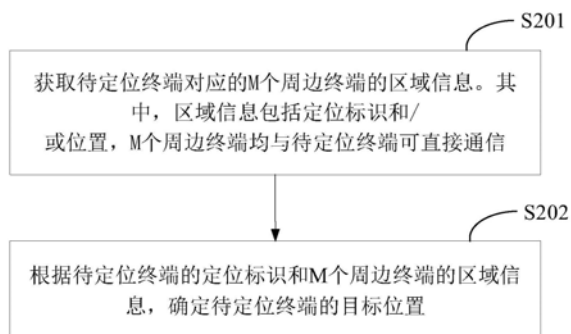 S201
获取待定位终端对应的M个周边终端的区域信息。其
中，区域信息包括定位标识和/
或位置，M个周边终端均与待定位终端可直接通信
S202
根据待定位终端的定位标识和M个周边终端的区域信
息，确定待定位终端的目标位置